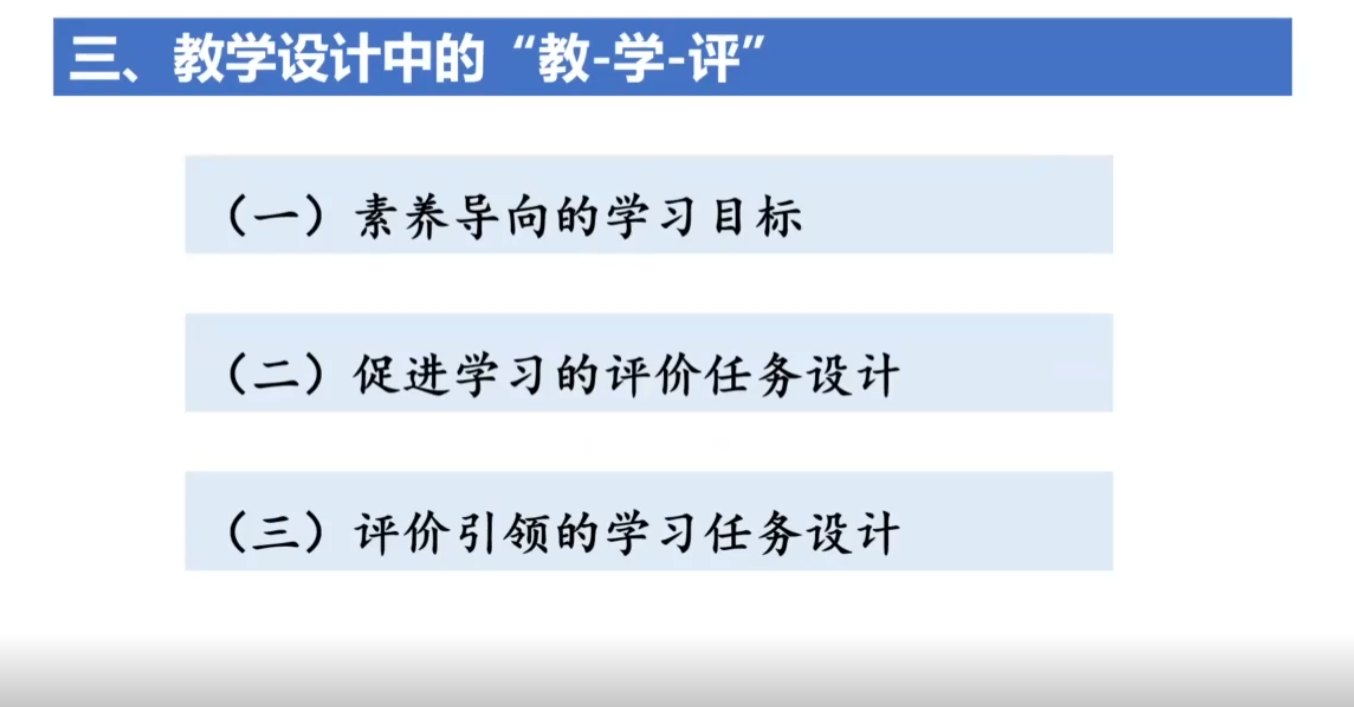 三、教学设计中的“教-学-评”
（一）素养导向的学习目标
（二）促进学习的评价任务设计
（三）评价引领的学习任务设计